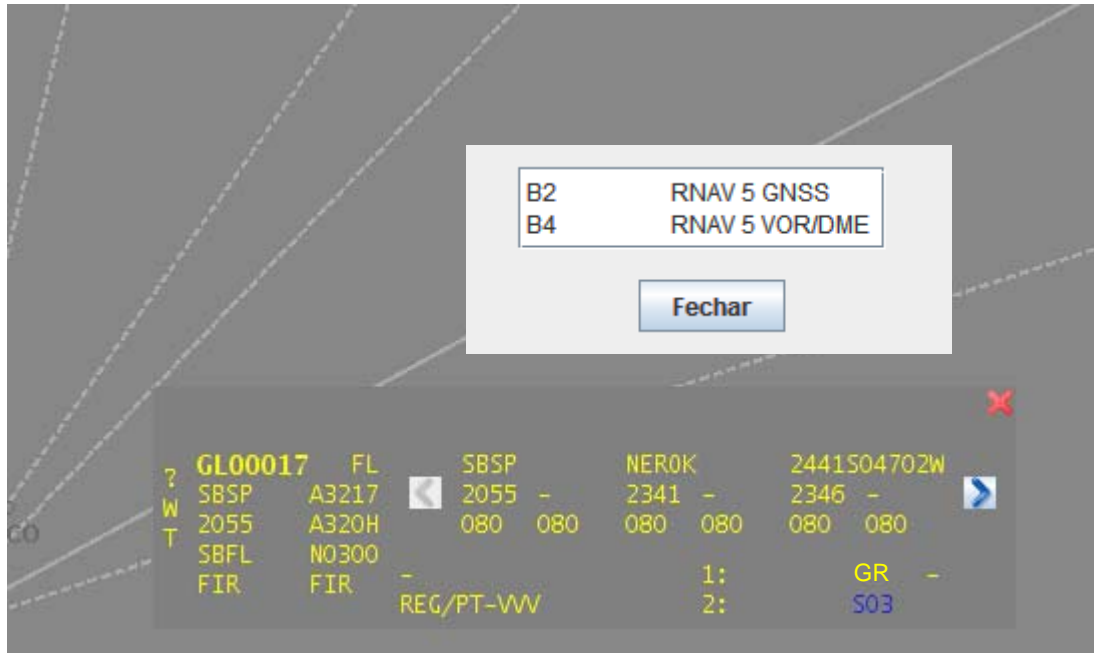 B2 RNAV 5 GNSS
B4 RNAV 5 VOR/DME
Fechar
? GL00017 FL SBSP NEROK 2441S04702W
W SBSP A3217 2055 - 2341 - 2346 -
T 2055 A320H 080 080 080 080 080 080
SBFL N0300
FIR FIR - 1: GR -
REG/PT-VVV 2: S03